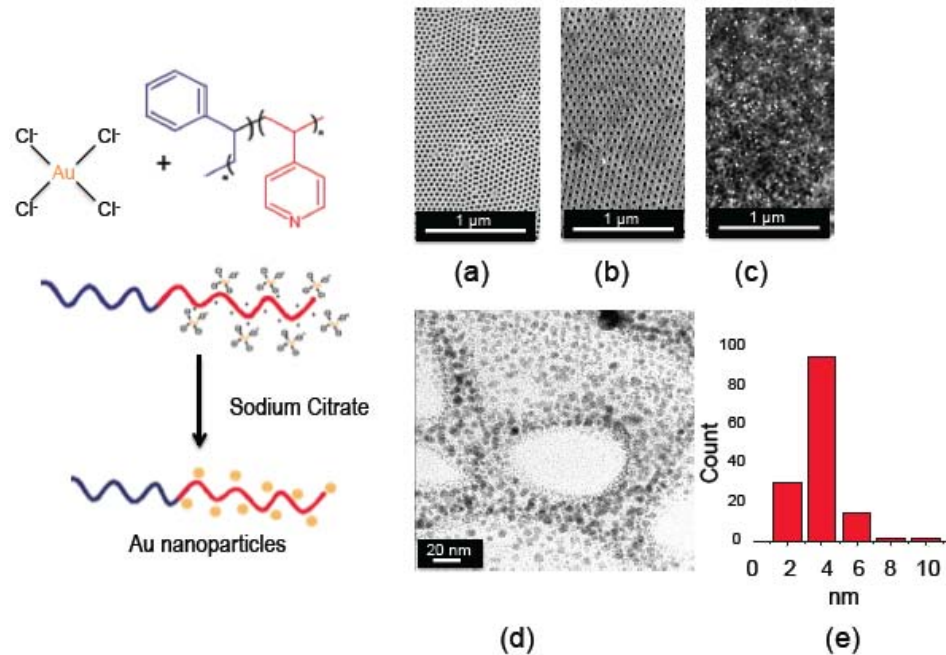 Cl-
Cl-
Au
Cl-
Cl-
+
(
)
(
)
n
N
1 µm
1 µm
1 µm
(a)
(b)
(c)
Sodium Citrate
Au nanoparticles
20 nm
(d)
100
80
60
40
20
0
Count
0 2 4 6 8 10
nm
(e)